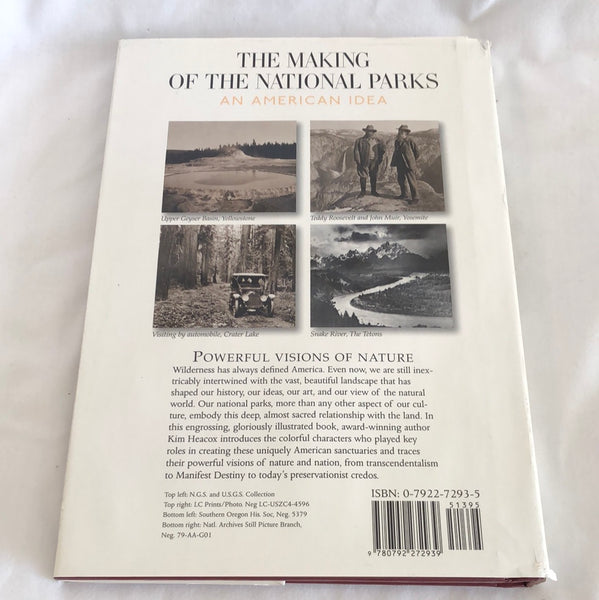 THE MAKING
OF THE NATIONAL PARKS
AN AMERICAN IDEA
Upper Geyser Basin, Yellowstone
Teddy Roosevelt and John Muir, Yosemite
Visiting by automobile, Crater Lake
Snake River, The Tetons
POWERFUL VISIONS OF NATURE
Wilderness has always defined America. Even now, we are still inex-
tricably intertwined with the vast, beautiful landscape that has
shaped our history, our ideas, our art, and our view of the natural
world. Our national parks, more than any other aspect of our cul-
ture, embody this deep, almost sacred relationship with the land. In
this engrossing, gloriously illustrated book, award-winning author
Kim Heacox introduces the colorful characters who played key
roles in creating these uniquely American sanctuaries and traces
their powerful visions of nature and nation, from transcendentalism
to Manifest Destiny to today's preservationist credos.
Top left: N.G.S. and U.S.G.S. Collection
Top right: LC Prints/Photo. Neg LC-USZC4-4596
Bottom left: Southern Oregon His. Soc, Neg. 5379
Bottom right: Natl. Archives Still Picture Branch,
Neg. 79-AA-G01
ISBN: 0-7922-7293-5
51395
9 780792 272939